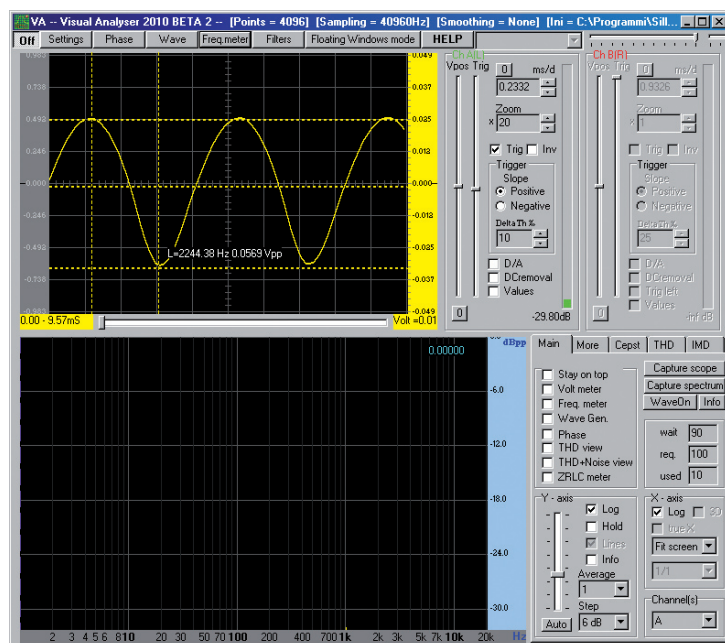 VA -- Visual Analyser 2010 BETA 2 -- [Points = 4096] [Sampling = 40960Hz] [Smoothing = None] [Ini = C:\Programmi\Sill
Off Settings Phase Wave Freq.meter Filters Floating Windows mode HELP
0.738
0.492
0.246
-0.000
-0.246
-0.492
-0.738
L=2244.38 Hz 0.0569 Vpp
0.049
0.037
0.025
0.012
0.000
-0.012
-0.025
-0.037
-0.049
0.00 - 9.57mS
Volt =0.01
Ch A(L)
Vpos Trig 0 ms/d
0.2332
Zoom
x 20
Trig Inv
Trigger
Slope
Positive
Negative
DeltaTh %
10
D/A
DCremoval
Values
0
-29.80dB
Ch B(R)
Vpos Trig 0 ms/d
0.9326
Zoom
x 1
Trig Inv
Trigger
Slope
Positive
Negative
DeltaTh %
25
D/A
DCremoval
Trig left
Values
0
-inf dB
0.00000
dBpp
-6.0
-12.0
-18.0
-24.0
-30.0
2 3 4 5 6 8 10 20 30 50 100 200 300 1k 2k 3k 4k 6k 10k 20k Hz
Main More Cepst THD IMD
Stay on top
Volt meter
Freq. meter
Wave Gen.
Phase
THD view
THD+Noise view
ZRLC meter
Capture scope
Capture spectrum
WaveOn Info
wait 90
req. 100
used 10
Y - axis
Log
Hold
Lines
Info
Average
1
Step
6 dB
Auto
X - axis
Log 3D
true X
Fit screen
1/1
Channel(s)
A